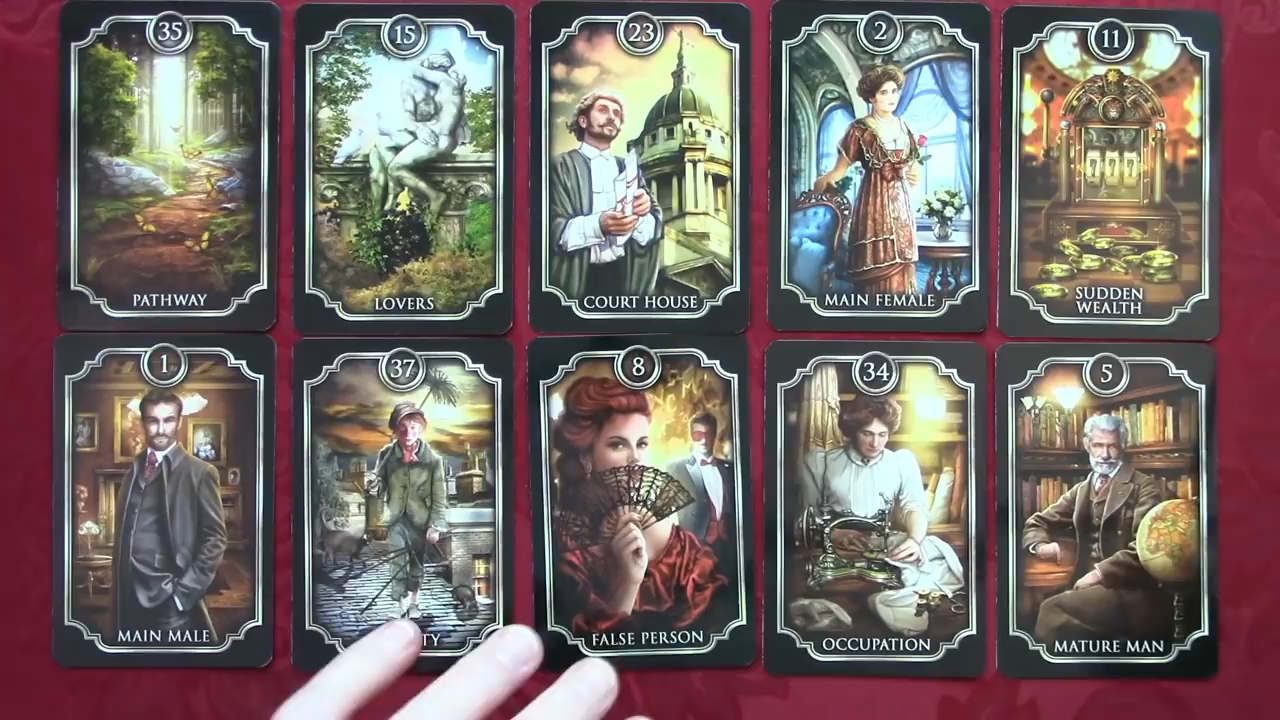 35
PATHWAY
15
LOVERS
23
COURT HOUSE
2
MAIN FEMALE
11
777
SUDDEN
WEALTH
1
MAIN MALE
37
8
FALSE PERSON
34
OCCUPATION
5
MATURE MAN